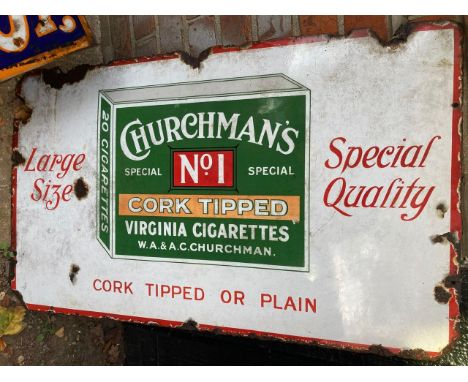 20 CIGARETTES
CHURCHMAN'S
SPECIAL No 1 SPECIAL
CORK TIPPED
VIRGINIA CIGARETTES
W.A.& A.C.CHURCHMAN.
Large
Size
Special
Quality
CORK TIPPED OR PLAIN